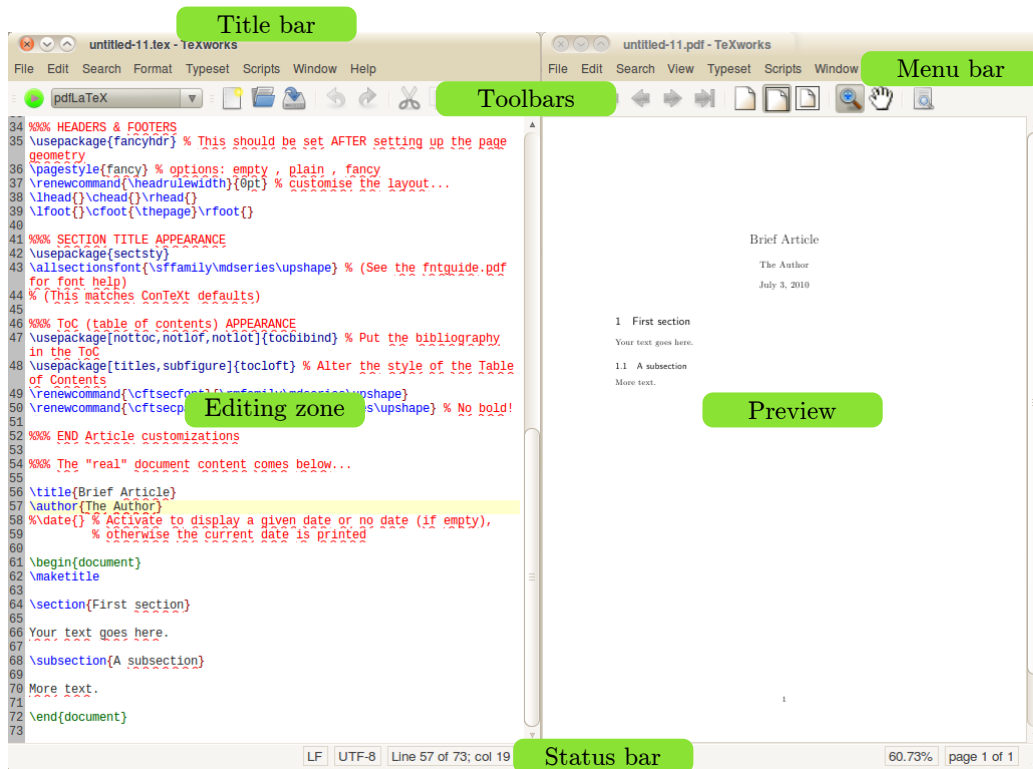 Title bar
untitled-11.tex - TeXworks
untitled-11.pdf - TeXworks
File Edit Search Format Typeset Scripts Window Help
File Edit Search View Typeset Scripts Window
Menu bar
pdfLaTeX
Toolbars
34 %%% HEADERS & FOOTERS
35 \usepackage{fancyhdr} % This should be set AFTER setting up the page
geometry
36 \pagestyle{fancy} % options: empty , plain , fancy
37 \renewcommand{\headrulewidth}{0pt} % customise the layout...
38 \lhead{}\chead{}\rhead{}
39 \lfoot{}\cfoot{\thepage}\rfoot{}
40
41 %%% SECTION TITLE APPEARANCE
42 \usepackage{sectsty}
43 \allsectionsfont{\sffamily\mdseries\upshape} % (See the fntguide.pdf
for font help)
44 % (This matches ConTeXt defaults)
45
46 %%% ToC (table of contents) APPEARANCE
47 \usepackage[nottoc,notlof,notlot]{tocbibind} % Put the bibliography
in the ToC
48 \usepackage[titles,subfigure]{tocloft} % Alter the style of the Table
of Contents
49 \renewcommand{\cftsecfont}{\rmfamily\mdseries\upshape}
50 \renewcommand{\cftsecp es\upshape} % No bold!
Editing zone
51
52 %%% END Article customizations
53
54 %%% The "real" document content comes below...
55
56 \title{Brief Article}
57 \author{The Author}
58 %\date{} % Activate to display a given date or no date (if empty),
59 % otherwise the current date is printed
60
61 \begin{document}
62 \maketitle
63
64 \section{First section}
65
66 Your text goes here.
67
68 \subsection{A subsection}
69
70 More text.
71
72 \end{document}
73
Brief Article
The Author
July 3, 2010
1 First section
Your text goes here.
1.1 A subsection
More text.
Preview
1
LF UTF-8 Line 57 of 73; col 19
Status bar
60.73% page 1 of 1